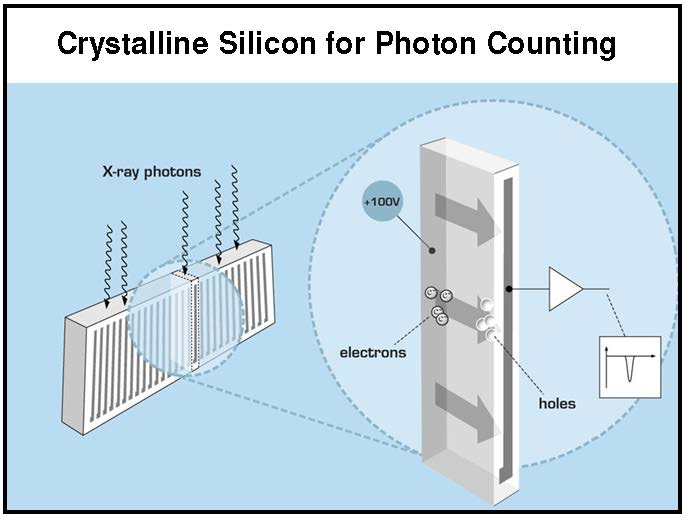 Crystalline Silicon for Photon Counting
X-ray photons
+100V
electrons
holes